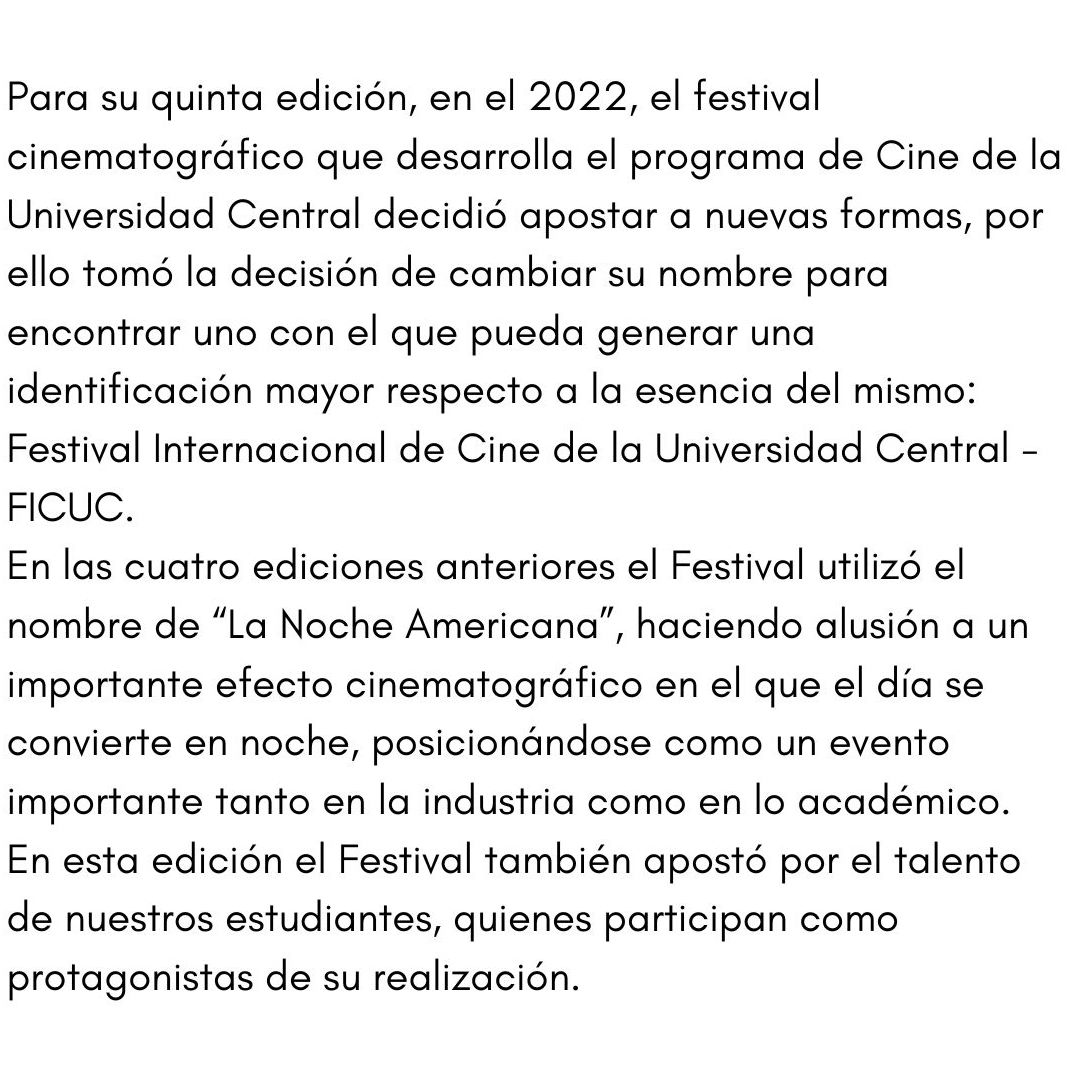 Para su quinta edición, en el 2022, el festival
cinematográfico que desarrolla el programa de Cine de la
Universidad Central decidió apostar a nuevas formas, por
ello tomó la decisión de cambiar su nombre para
encontrar uno con el que pueda generar una
identificación mayor respecto a la esencia del mismo:
Festival Internacional de Cine de la Universidad Central -
FICUC.
En las cuatro ediciones anteriores el Festival utilizó el
nombre de “La Noche Americana”, haciendo alusión a un
importante efecto cinematográfico en el que el día se
convierte en noche, posicionándose como un evento
importante tanto en la industria como en lo académico.
En esta edición el Festival también apostó por el talento
de nuestros estudiantes, quienes participan como
protagonistas de su realización.